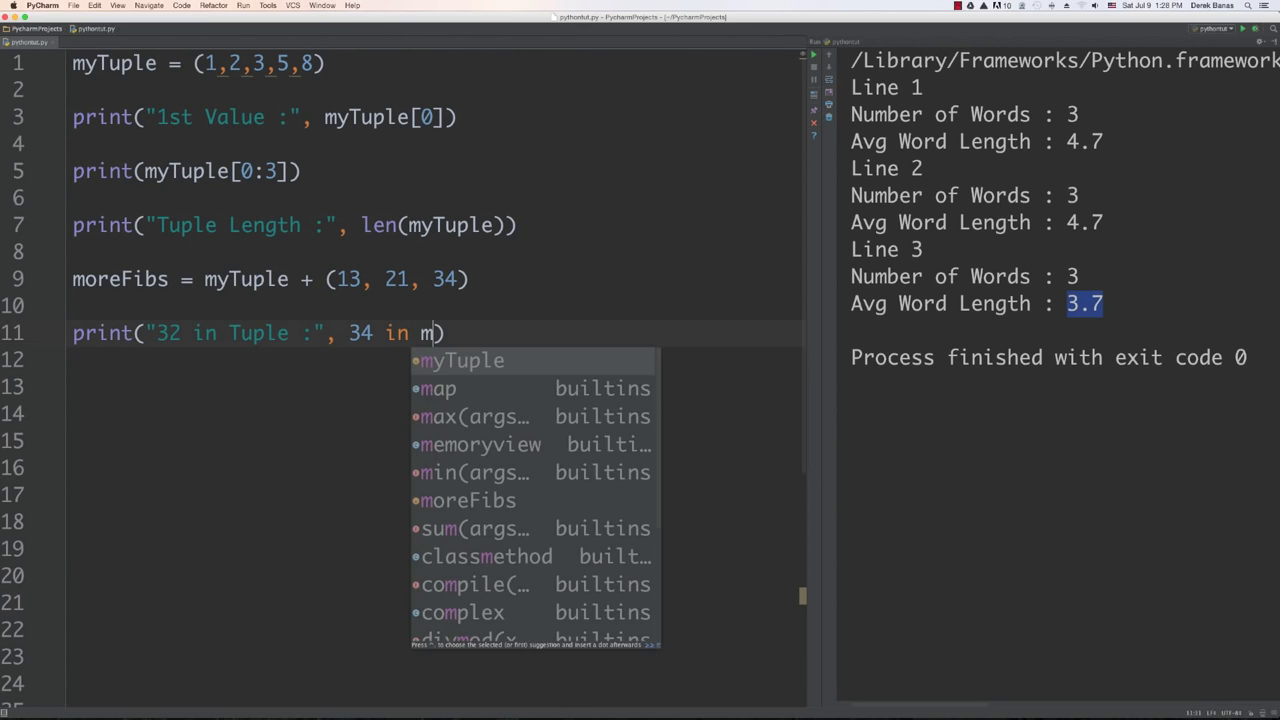 PyCharm File Edit View Navigate Code Refactor Run Tools VCS Window Help 10 Sat Jul 9 1:28 PM Derek Banas
pythontut.py - PycharmProjects - [~/PycharmProjects]
PycharmProjects pythontut.py pythontut
pythontut.py Run pythontut
1 myTuple = (1,2,3,5,8)
2
3 print("1st Value :", myTuple[0])
4
5 print(myTuple[0:3])
6
7 print("Tuple Length :", len(myTuple))
8
9 moreFibs = myTuple + (13, 21, 34)
10
11 print("32 in Tuple :", 34 in m)
12
13
14
15
16
17
18
19
20
21
22
23
24
25
myTuple
map builtins
max(args… builtins
memoryview builti…
min(args… builtins
moreFibs
sum(args… builtins
classmethod built…
compile(… builtins
complex builtins
divmod(x builtins
Press ^. to choose the selected (or first) suggestion and insert a dot afterwards >>
/Library/Frameworks/Python.framework
Line 1
Number of Words : 3
Avg Word Length : 4.7
Line 2
Number of Words : 3
Avg Word Length : 4.7
Line 3
Number of Words : 3
Avg Word Length : 3.7
Process finished with exit code 0
11:31 LF÷ UTF-8÷